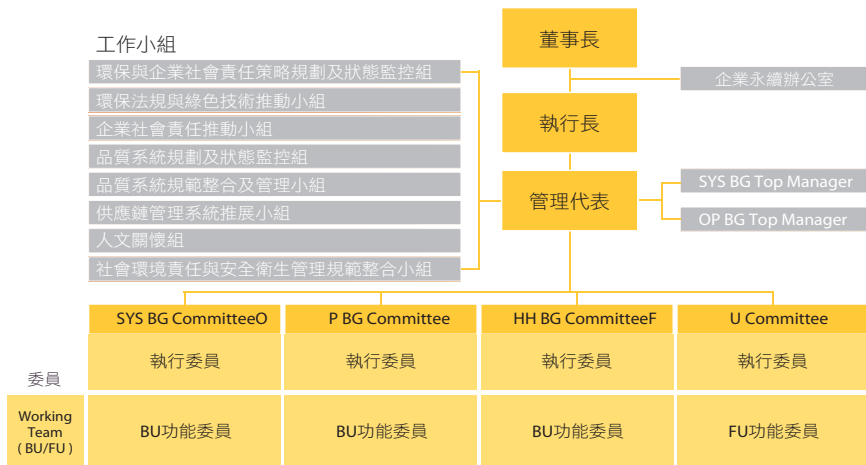 工作小組
環保與企業社會責任策略規劃及狀態監控組
環保法規與綠色技術推動小組
企業社會責任推動小組
品質系統規劃及狀態監控組
品質系統規範整合及管理小組
供應鏈管理系統推展小組
人文關懷組
社會環境責任與安全衛生管理規範整合小組
董事長
企業永續辦公室
執行長
管理代表
SYS BG Top Manager
OP BG Top Manager
SYS BG CommitteeO
P BG Committee
HH BG CommitteeF
U Committee
委員
執行委員
執行委員
執行委員
執行委員
Working
Team
( BU/FU )
BU功能委員
BU功能委員
BU功能委員
FU功能委員